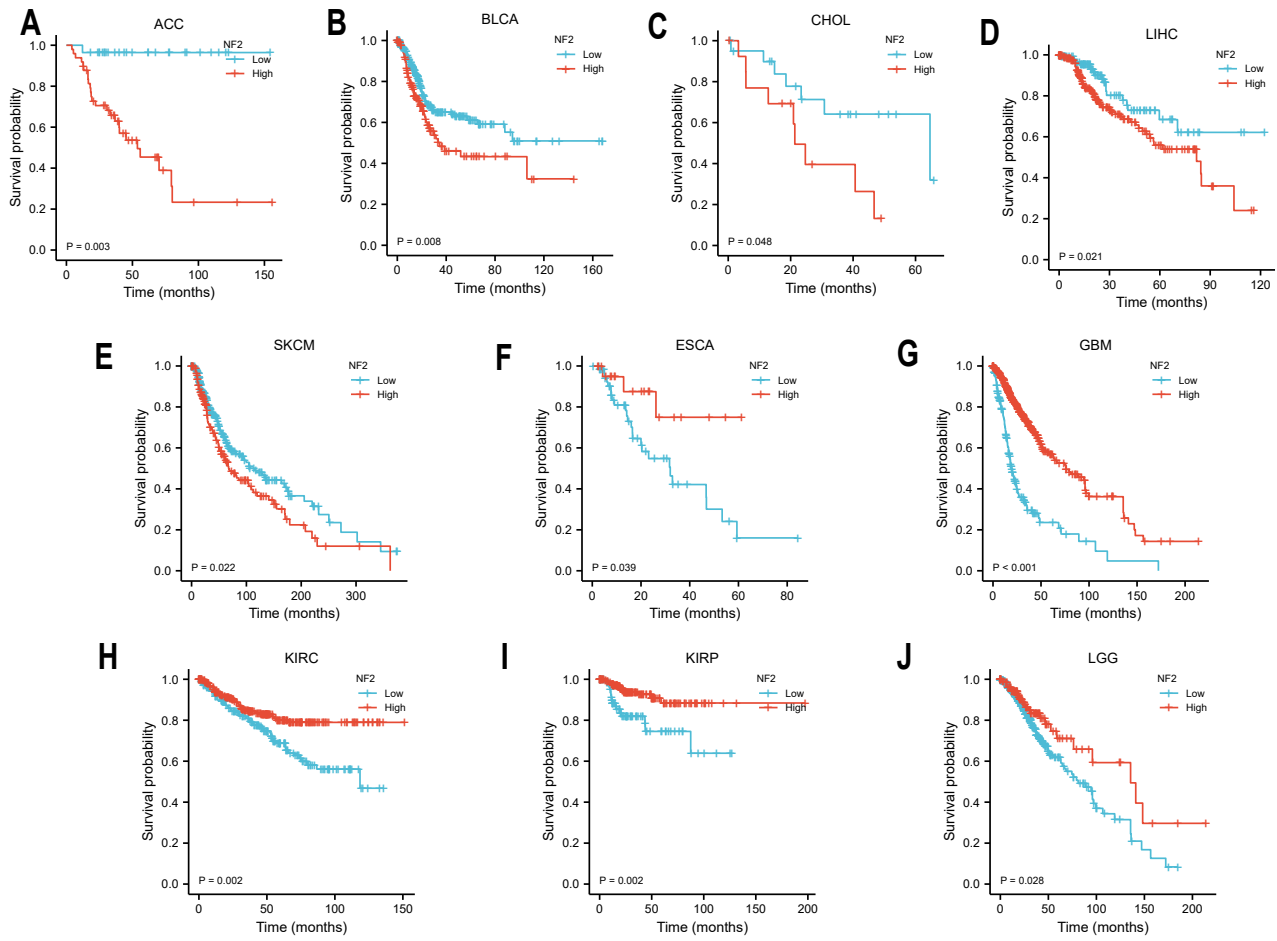 A
ACC
Survival probability
1.0
0.8
0.6
0.4
0.2
0.0
NF2
Low
High
P = 0.003
0 50 100 150
Time (months)
B
BLCA
Survival probability
1.0
0.8
0.6
0.4
0.2
0.0
NF2
Low
High
P = 0.008
0 40 80 120 160
Time (months)
C
CHOL
Survival probability
1.0
0.8
0.6
0.4
0.2
0.0
NF2
Low
High
P = 0.048
0 20 40 60
Time (months)
D
LIHC
Survival probability
1.0
0.8
0.6
0.4
0.2
0.0
NF2
Low
High
P = 0.021
0 30 60 90 120
Time (months)
E
SKCM
Survival probability
1.0
0.8
0.6
0.4
0.2
0.0
NF2
Low
High
P = 0.022
0 100 200 300
Time (months)
F
ESCA
Survival probability
1.0
0.8
0.6
0.4
0.2
0.0
NF2
Low
High
P = 0.039
0 20 40 60 80
Time (months)
G
GBM
Survival probability
1.0
0.8
0.6
0.4
0.2
0.0
NF2
Low
High
P < 0.001
0 50 100 150 200
Time (months)
H
KIRC
Survival probability
1.0
0.8
0.6
0.4
0.2
0.0
NF2
Low
High
P = 0.002
0 50 100 150
Time (months)
I
KIRP
Survival probability
1.0
0.8
0.6
0.4
0.2
0.0
NF2
Low
High
P = 0.002
0 50 100 150 200
Time (months)
J
LGG
Survival probability
1.0
0.8
0.6
0.4
0.2
0.0
NF2
Low
High
P = 0.028
0 50 100 150 200
Time (months)